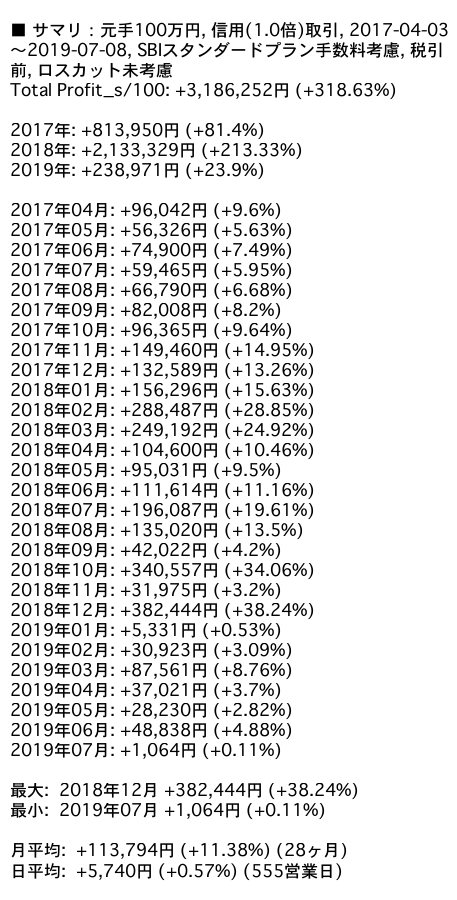 ■ サマリ：元手100万円, 信用(1.0倍)取引, 2017-04-03
〜2019-07-08, SBIスタンダードプラン手数料考慮, 税引
前, ロスカット未考慮
Total Profit_s/100: +3,186,252円 (+318.63%)
2017年: +813,950円 (+81.4%)
2018年: +2,133,329円 (+213.33%)
2019年: +238,971円 (+23.9%)
2017年04月: +96,042円 (+9.6%)
2017年05月: +56,326円 (+5.63%)
2017年06月: +74,900円 (+7.49%)
2017年07月: +59,465円 (+5.95%)
2017年08月: +66,790円 (+6.68%)
2017年09月: +82,008円 (+8.2%)
2017年10月: +96,365円 (+9.64%)
2017年11月: +149,460円 (+14.95%)
2017年12月: +132,589円 (+13.26%)
2018年01月: +156,296円 (+15.63%)
2018年02月: +288,487円 (+28.85%)
2018年03月: +249,192円 (+24.92%)
2018年04月: +104,600円 (+10.46%)
2018年05月: +95,031円 (+9.5%)
2018年06月: +111,614円 (+11.16%)
2018年07月: +196,087円 (+19.61%)
2018年08月: +135,020円 (+13.5%)
2018年09月: +42,022円 (+4.2%)
2018年10月: +340,557円 (+34.06%)
2018年11月: +31,975円 (+3.2%)
2018年12月: +382,444円 (+38.24%)
2019年01月: +5,331円 (+0.53%)
2019年02月: +30,923円 (+3.09%)
2019年03月: +87,561円 (+8.76%)
2019年04月: +37,021円 (+3.7%)
2019年05月: +28,230円 (+2.82%)
2019年06月: +48,838円 (+4.88%)
2019年07月: +1,064円 (+0.11%)
最大: 2018年12月 +382,444円 (+38.24%)
最小: 2019年07月 +1,064円 (+0.11%)
月平均: +113,794円 (+11.38%) (28ヶ月)
日平均: +5,740円 (+0.57%) (555営業日)